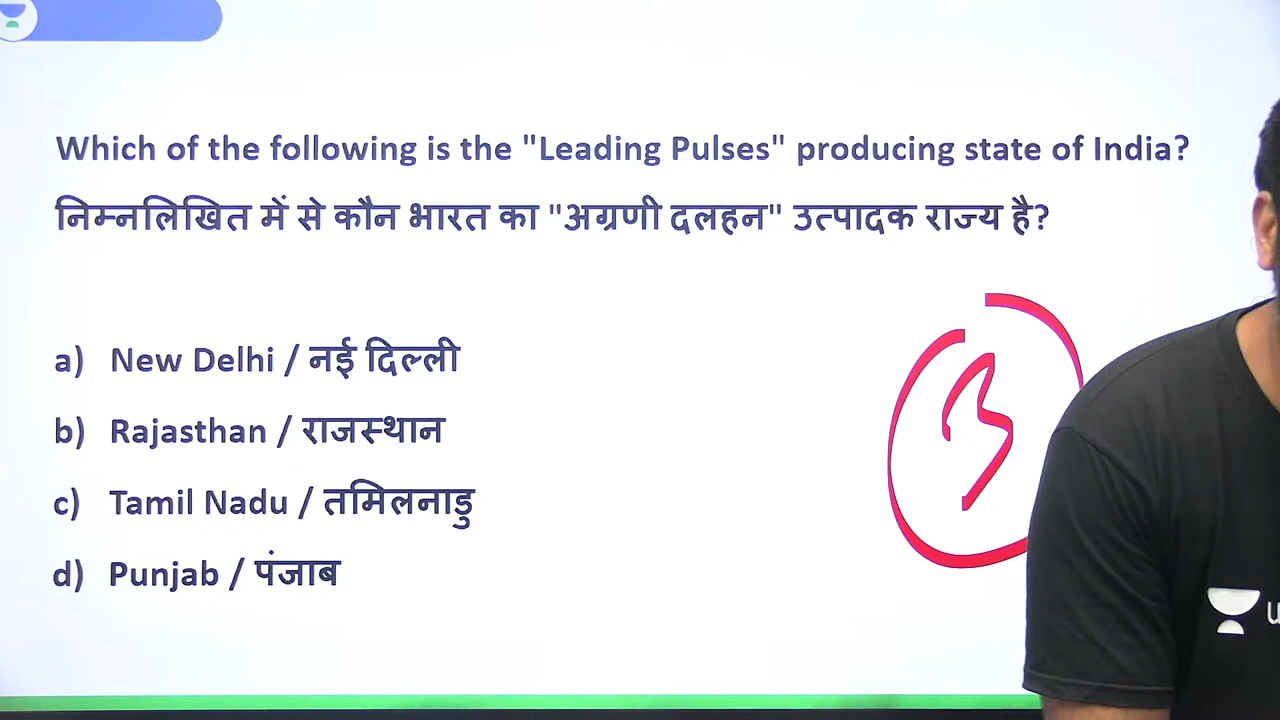 Which of the following is the "Leading Pulses" producing state of India?
निम्नलिखित में से कौन भारत का "अग्रणी दलहन" उत्पादक राज्य है?
a) New Delhi / नई दिल्ली
b) Rajasthan / राजस्थान
c) Tamil Nadu / तमिलनाडु
d) Punjab / पंजाब
3